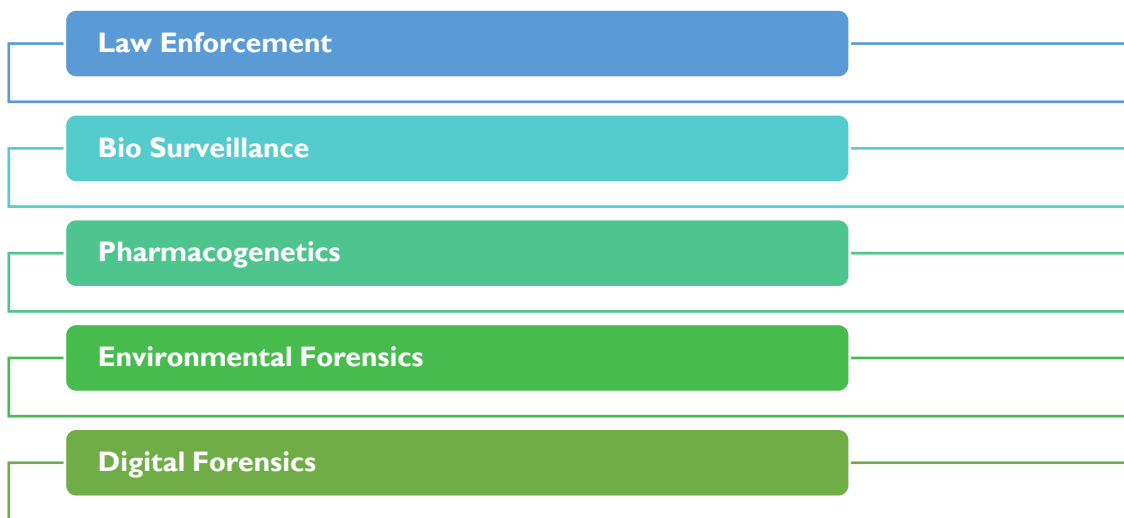 Law Enforcement
Bio Surveillance
Pharmacogenetics
Environmental Forensics
Digital Forensics